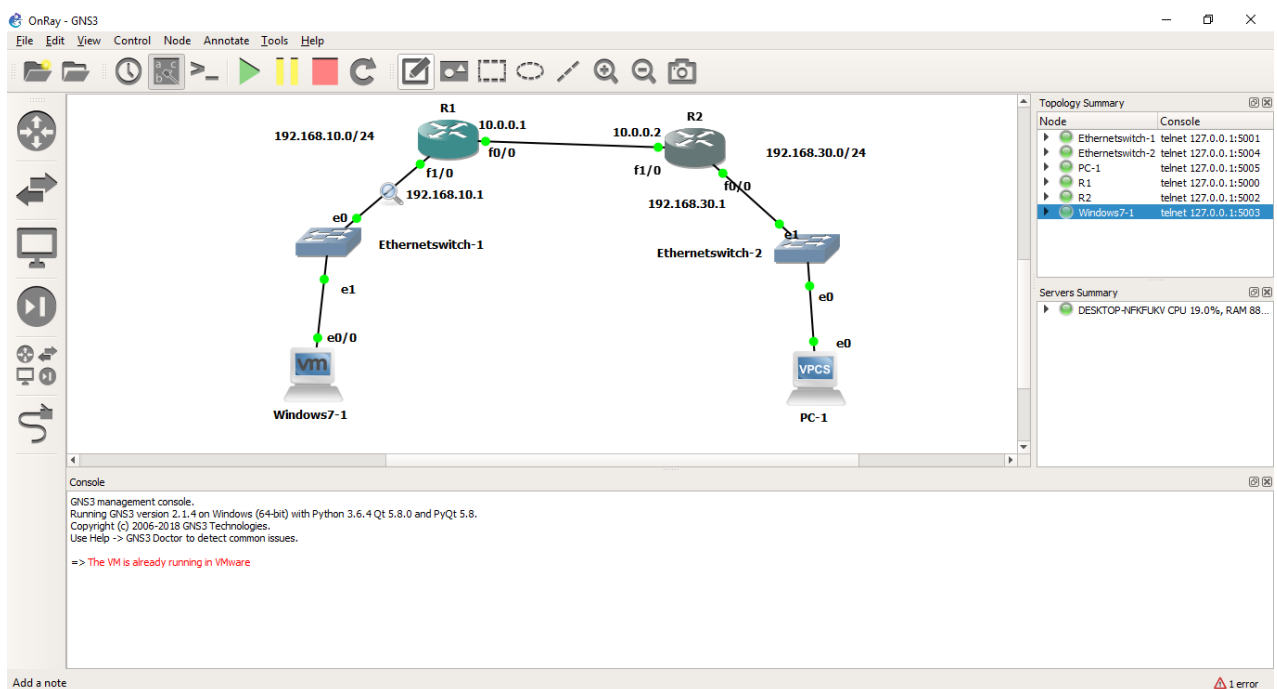 OnRay - GNS3
File Edit View Control Node Annotate Tools Help
R1
10.0.0.1
192.168.10.0/24
f0/0
f1/0
192.168.10.1
e0
Ethernetswitch-1
e1
e0/0
vm
Windows7-1
R2
10.0.0.2
192.168.30.0/24
f1/0
f0/0
192.168.30.1
e1
Ethernetswitch-2
e0
e0
VPCS
PC-1
Topology Summary
Node Console
Ethernetswitch-1 telnet 127.0.0.1:5001
Ethernetswitch-2 telnet 127.0.0.1:5004
PC-1 telnet 127.0.0.1:5005
R1 telnet 127.0.0.1:5000
R2 telnet 127.0.0.1:5002
Windows7-1 telnet 127.0.0.1:5003
Servers Summary
DESKTOP-NFKFUKV CPU 19.0%, RAM 88...
Console
GNS3 management console.
Running GNS3 version 2.1.4 on Windows (64-bit) with Python 3.6.4 Qt 5.8.0 and PyQt 5.8.
Copyright (c) 2006-2018 GNS3 Technologies.
Use Help -> GNS3 Doctor to detect common issues.
=> The VM is already running in VMware
Add a note
1 error